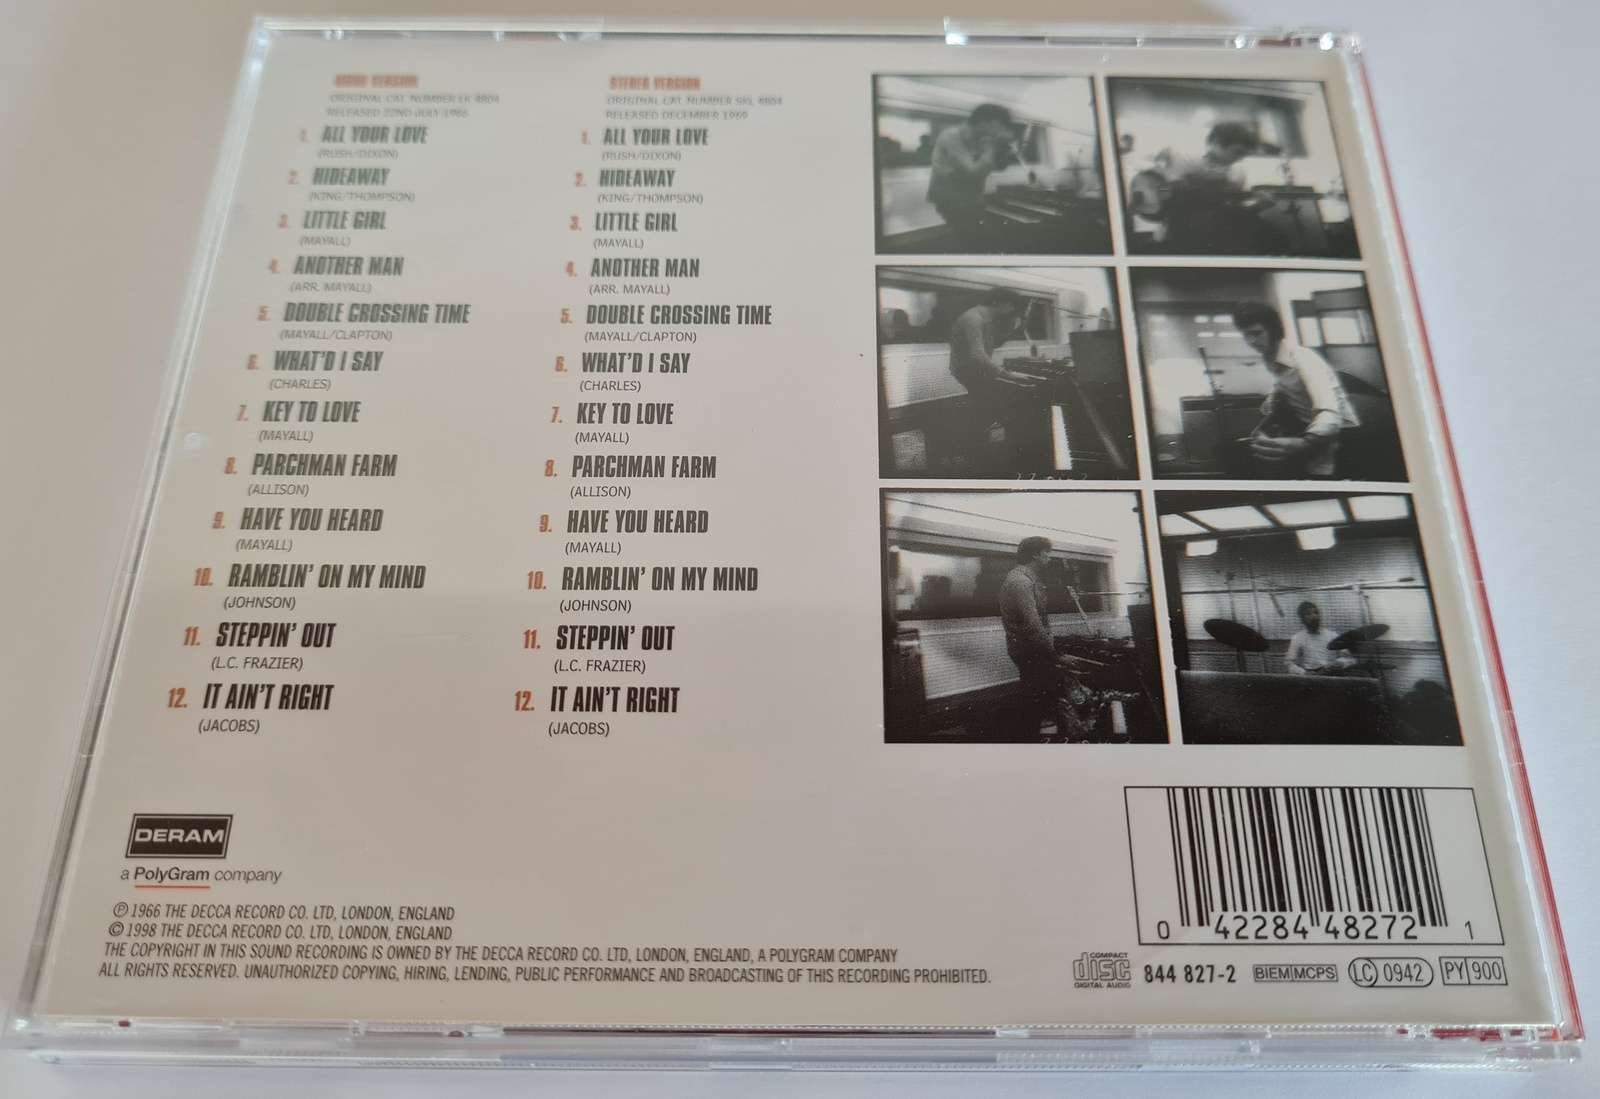 MONO VERSION
ORIGINAL CAT. NUMBER LK 4804
RELEASED 22ND JULY 1966
1. ALL YOUR LOVE
(RUSH/DIXON)
2. HIDEAWAY
(KING/THOMPSON)
3. LITTLE GIRL
(MAYALL)
4. ANOTHER MAN
(ARR. MAYALL)
5. DOUBLE CROSSING TIME
(MAYALL/CLAPTON)
6. WHAT'D I SAY
(CHARLES)
7. KEY TO LOVE
(MAYALL)
8. PARCHMAN FARM
(ALLISON)
9. HAVE YOU HEARD
(MAYALL)
10. RAMBLIN' ON MY MIND
(JOHNSON)
11. STEPPIN' OUT
(L.C. FRAZIER)
12. IT AIN'T RIGHT
(JACOBS)
STEREO VERSION
ORIGINAL CAT. NUMBER SKL 4804
RELEASED DECEMBER 1969
1. ALL YOUR LOVE
(RUSH/DIXON)
2. HIDEAWAY
(KING/THOMPSON)
3. LITTLE GIRL
(MAYALL)
4. ANOTHER MAN
(ARR. MAYALL)
5. DOUBLE CROSSING TIME
(MAYALL/CLAPTON)
6. WHAT'D I SAY
(CHARLES)
7. KEY TO LOVE
(MAYALL)
8. PARCHMAN FARM
(ALLISON)
9. HAVE YOU HEARD
(MAYALL)
10. RAMBLIN' ON MY MIND
(JOHNSON)
11. STEPPIN' OUT
(L.C. FRAZIER)
12. IT AIN'T RIGHT
(JACOBS)
DERAM
a PolyGram company
℗ 1966 THE DECCA RECORD CO. LTD, LONDON, ENGLAND
© 1998 THE DECCA RECORD CO. LTD, LONDON, ENGLAND
THE COPYRIGHT IN THIS SOUND RECORDING IS OWNED BY THE DECCA RECORD CO. LTD, LONDON, ENGLAND, A POLYGRAM COMPANY
ALL RIGHTS RESERVED. UNAUTHORIZED COPYING, HIRING, LENDING, PUBLIC PERFORMANCE AND BROADCASTING OF THIS RECORDING PROHIBITED.
0 42284 48272 1
COMPACT disc DIGITAL AUDIO 844 827-2 BIEM/MCPS LC 0942 PY 900